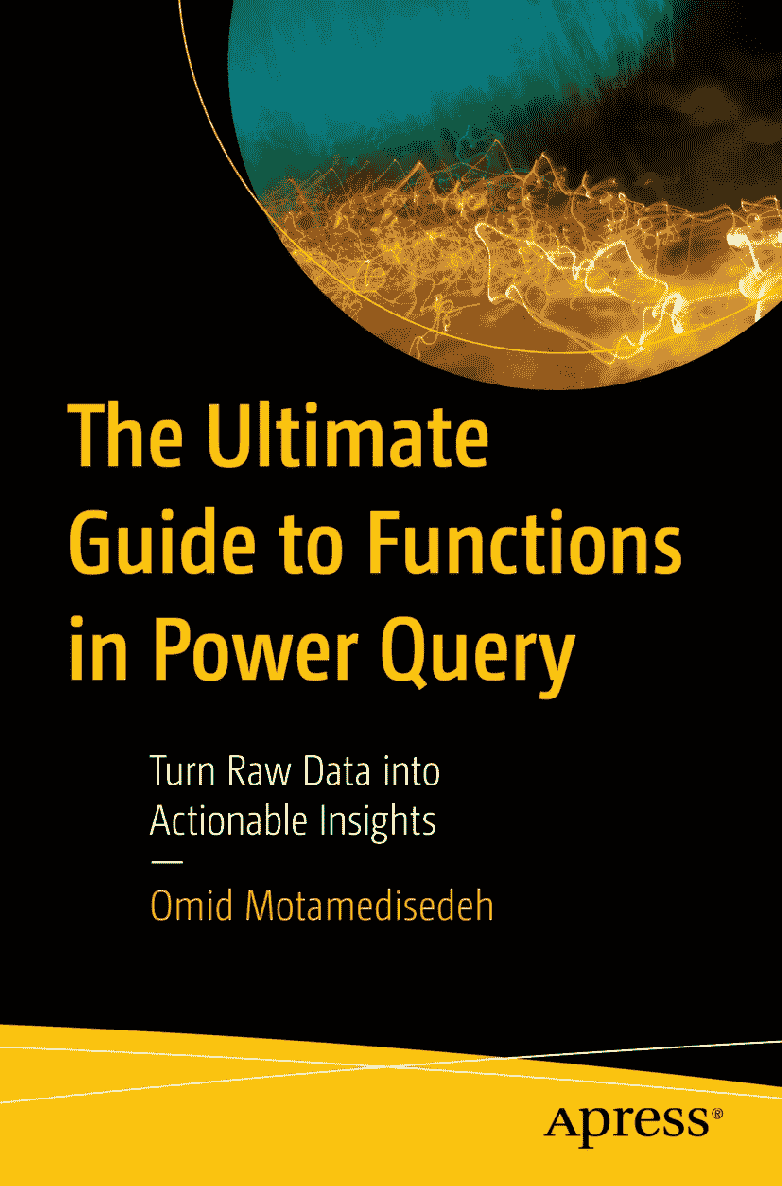 The Ultimate
Guide to Functions
in Power Query
Turn Raw Data into
Actionable Insights
Omid Motamedisedeh
Apress®